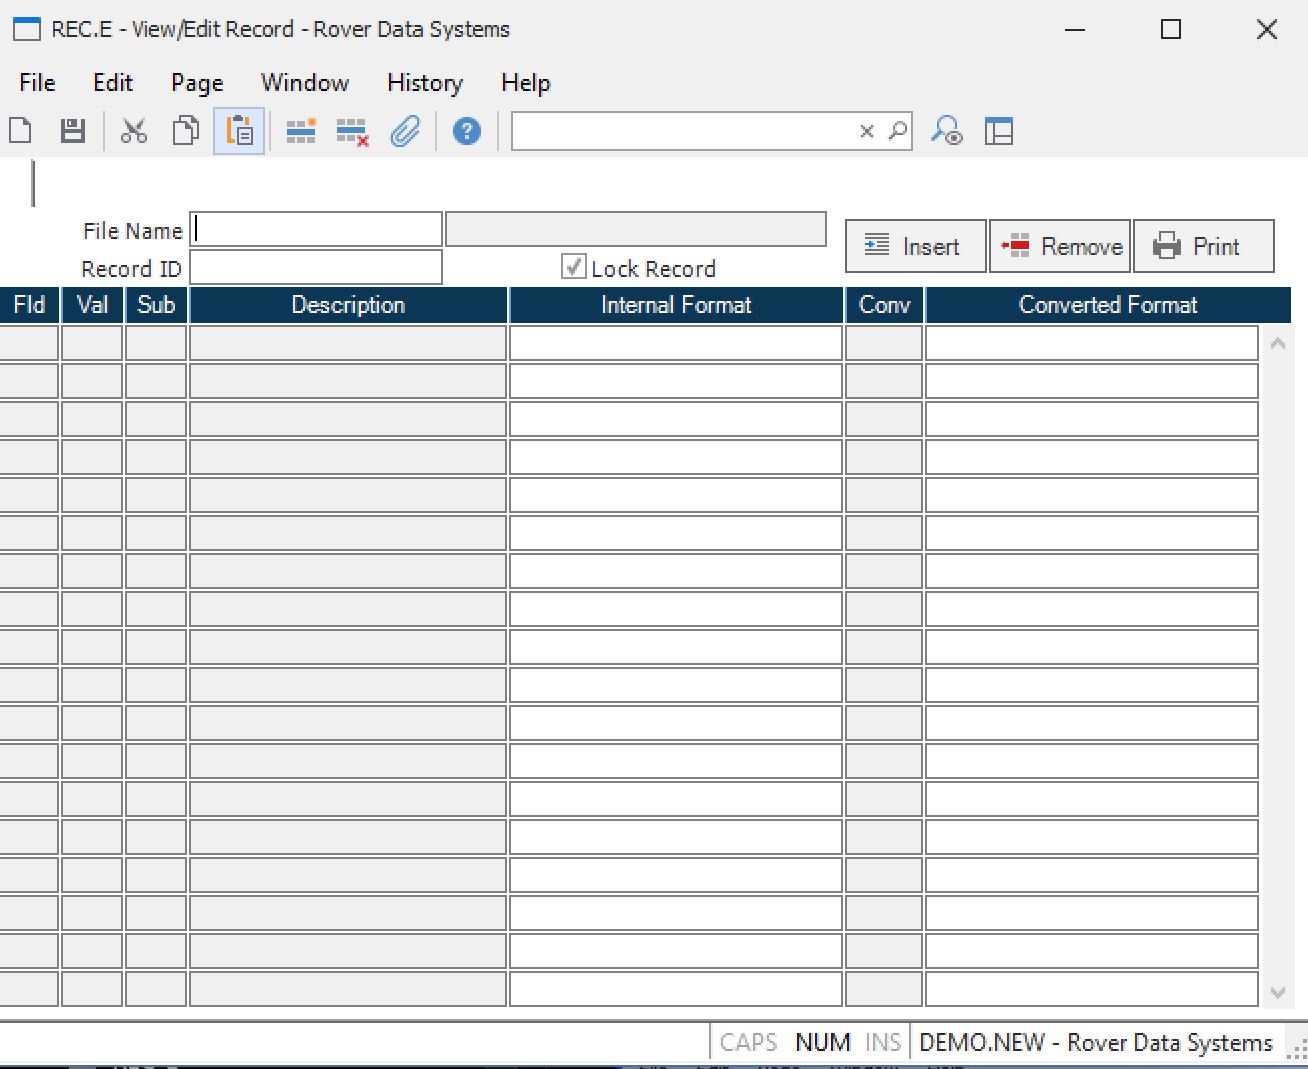 REC.E - View/Edit Record - Rover Data Systems
File Edit Page Window History Help
File Name
Record ID
Lock Record
Insert Remove Print
Fld Val Sub Description Internal Format Conv Converted Format
CAPS NUM INS DEMO.NEW - Rover Data Systems